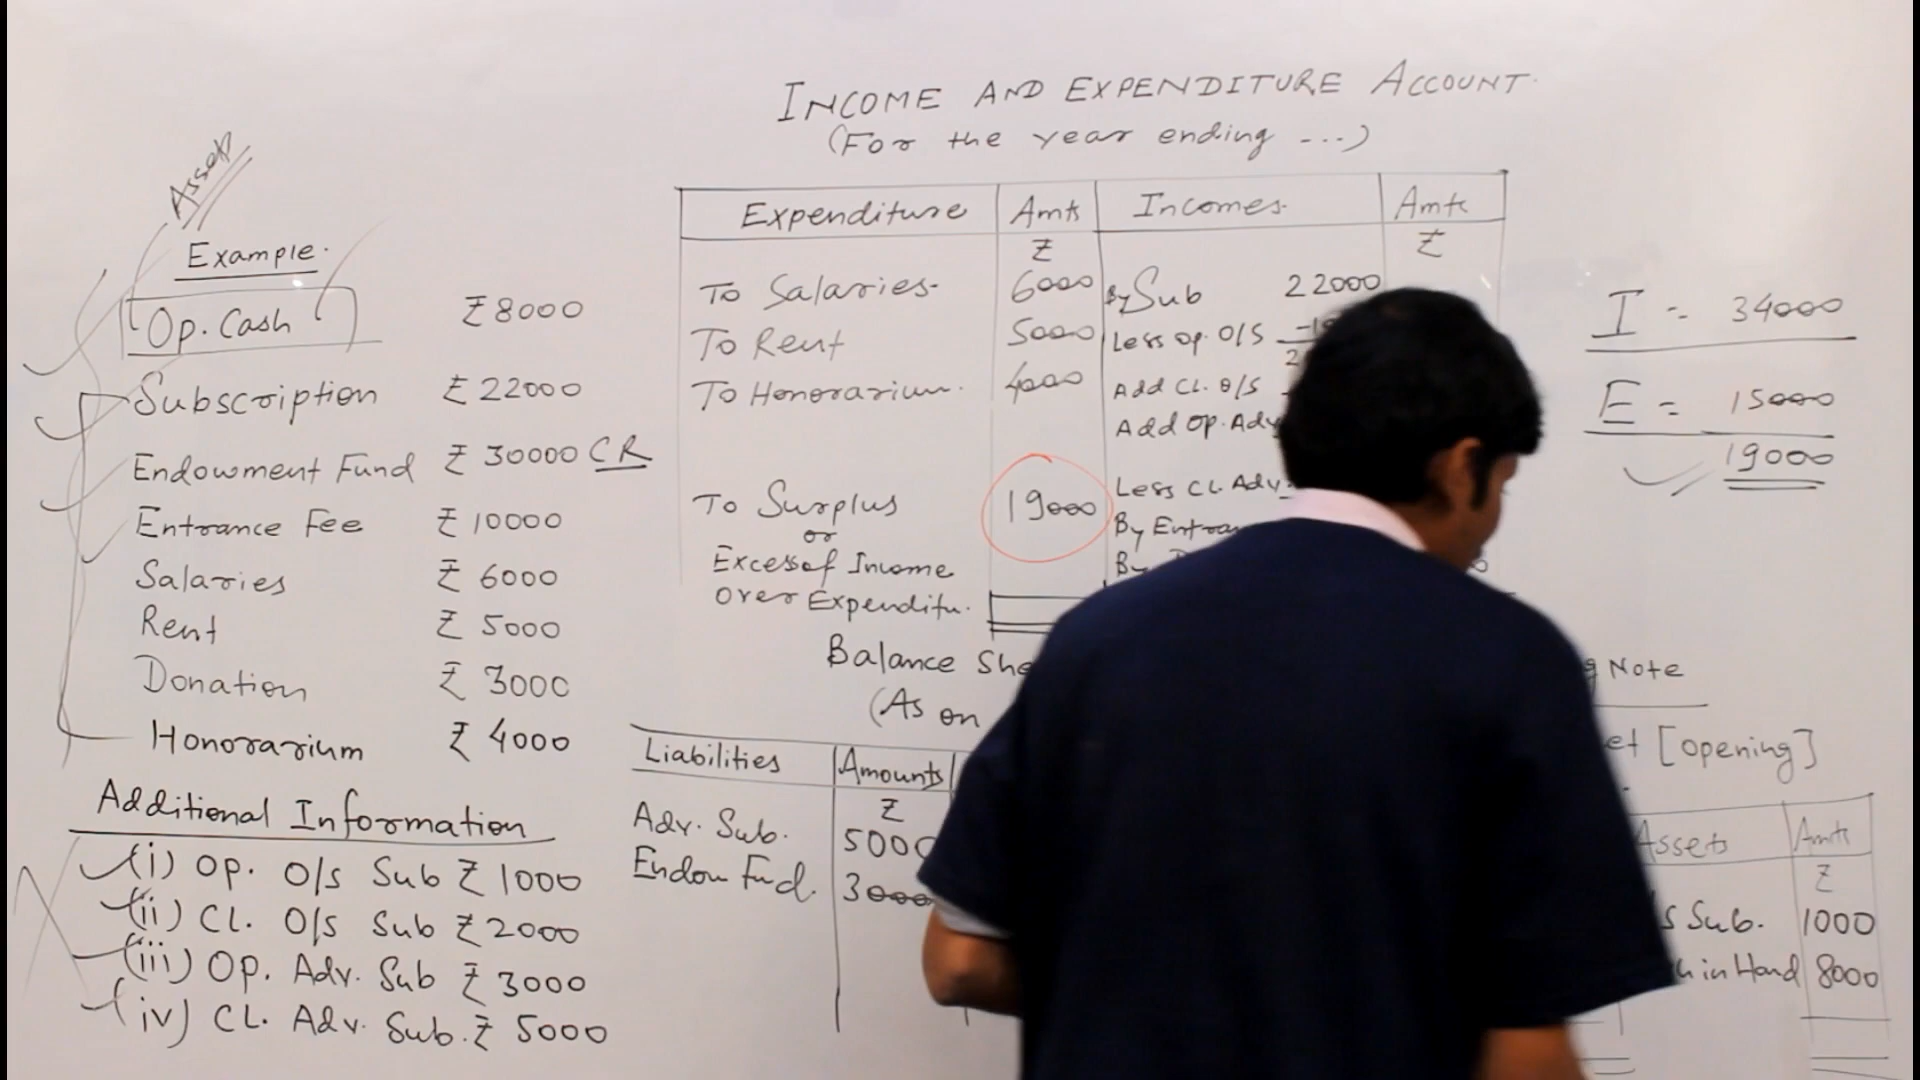 INCOME AND EXPENDITURE ACCOUNT.
(For the year ending ...)
Assets
Example.
Op. Cash ₹ 8000
Subscription ₹ 22000
Endowment Fund ₹ 30000 CR
Entrance Fee ₹ 10000
Salaries ₹ 6000
Rent ₹ 5000
Donation ₹ 3000
Honorarium ₹ 4000
Additional Information
(i) Op. O/s Sub ₹ 1000
(ii) CL. O/s Sub ₹ 2000
(iii) Op. Adv. Sub ₹ 3000
(iv) CL. Adv. Sub. ₹ 5000
Expenditure Amts Incomes. Amts
₹ ₹
To Salaries. 6000 By Sub 22000
To Rent 5000 Less Op. O/S
To Honorarium. 4000 Add CL. O/S
Add Op. Adv
To Surplus 19000 Less CL. Adv.
or By Entran
Excess of Income By
Over Expenditu.
I = 34000
E = 15000
19000
Balance She
(As on
Liabilities Amounts
₹
Adv. Sub. 5000
Endow Fud. 3000
g Note
et [opening]
Assets Amts
₹
s Sub. 1000
h in Hand 8000